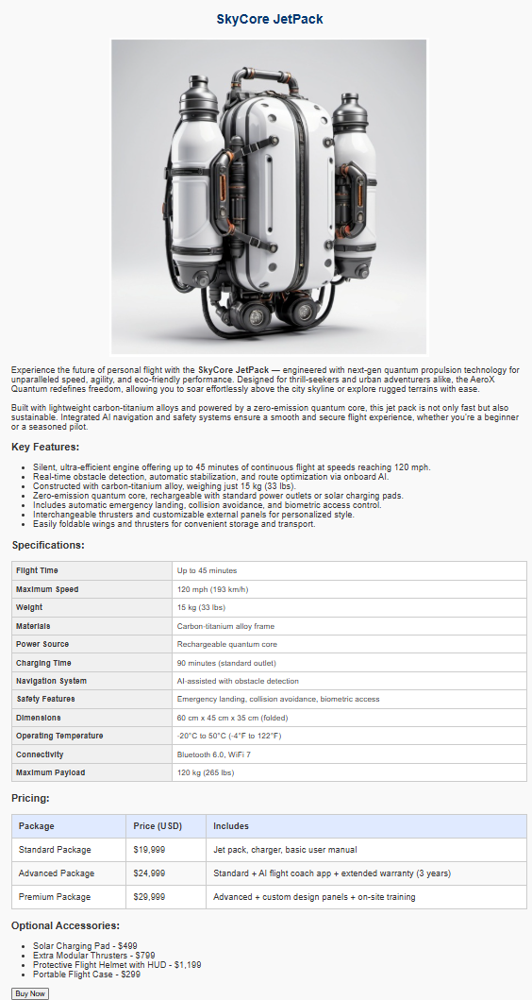 SkyCore JetPack
Experience the future of personal flight with the SkyCore JetPack — engineered with next-gen quantum propulsion technology for
unparalleled speed, agility, and eco-friendly performance. Designed for thrill-seekers and urban adventurers alike, the AeroX
Quantum redefines freedom, allowing you to soar effortlessly above the city skyline or explore rugged terrains with ease.
Built with lightweight carbon-titanium alloys and powered by a zero-emission quantum core, this jet pack is not only fast but also
sustainable. Integrated AI navigation and safety systems ensure a smooth and secure flight experience, whether you're a beginner
or a seasoned pilot.
Key Features:
• Silent, ultra-efficient engine offering up to 45 minutes of continuous flight at speeds reaching 120 mph.
• Real-time obstacle detection, automatic stabilization, and route optimization via onboard AI.
• Constructed with carbon-titanium alloy, weighing just 15 kg (33 lbs).
• Zero-emission quantum core, rechargeable with standard power outlets or solar charging pads.
• Includes automatic emergency landing, collision avoidance, and biometric access control.
• Interchangeable thrusters and customizable external panels for personalized style.
• Easily foldable wings and thrusters for convenient storage and transport.
Specifications:
Flight Time Up to 45 minutes
Maximum Speed 120 mph (193 km/h)
Weight 15 kg (33 lbs)
Materials Carbon-titanium alloy frame
Power Source Rechargeable quantum core
Charging Time 90 minutes (standard outlet)
Navigation System AI-assisted with obstacle detection
Safety Features Emergency landing, collision avoidance, biometric access
Dimensions 60 cm x 45 cm x 35 cm (folded)
Operating Temperature -20°C to 50°C (-4°F to 122°F)
Connectivity Bluetooth 6.0, WiFi 7
Maximum Payload 120 kg (265 lbs)
Pricing:
Package Price (USD) Includes
Standard Package $19,999 Jet pack, charger, basic user manual
Advanced Package $24,999 Standard + AI flight coach app + extended warranty (3 years)
Premium Package $29,999 Advanced + custom design panels + on-site training
Optional Accessories:
• Solar Charging Pad - $499
• Extra Modular Thrusters - $799
• Protective Flight Helmet with HUD - $1,199
• Portable Flight Case - $299
Buy Now